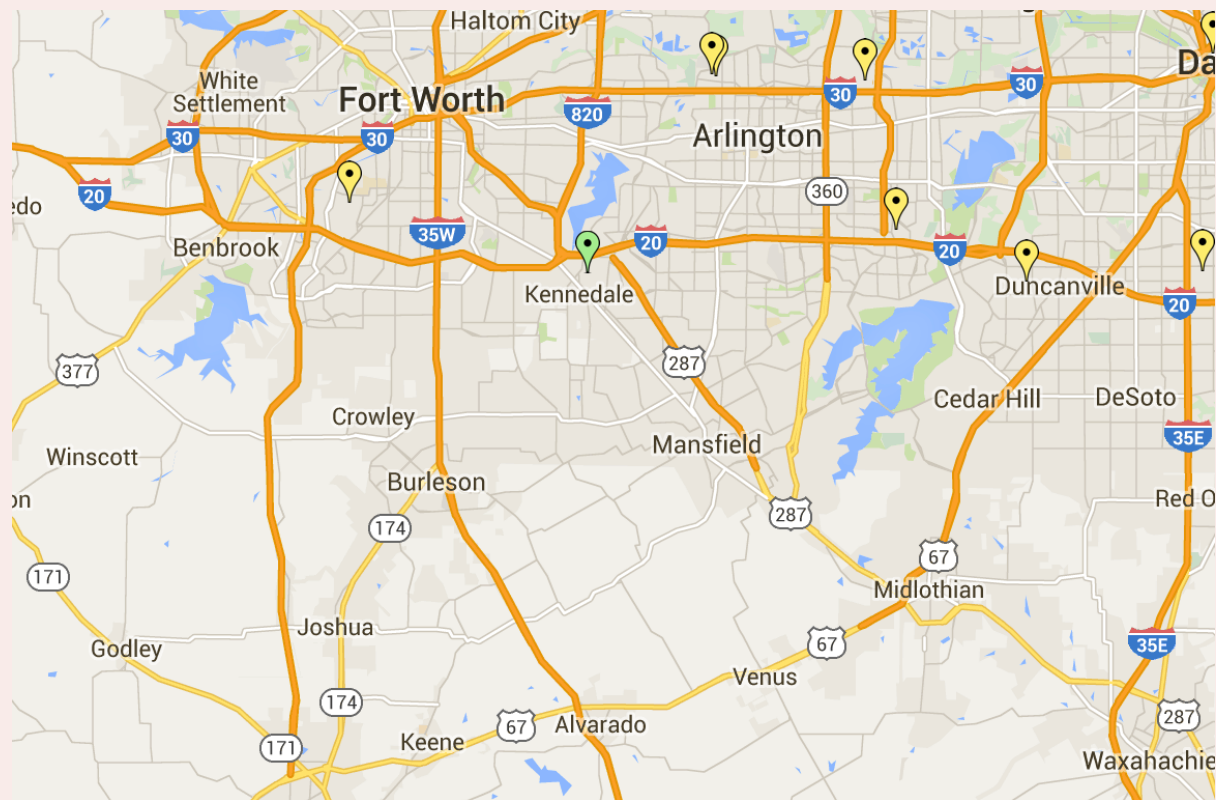 Haltom City
White
Settlement
Fort Worth
30
30
820
30
30
Da
Arlington
20
edo
360
35W
20
20
Benbrook
Kennedale
Duncanville
20
377
287
Crowley
Cedar Hill
DeSoto
Mansfield
35E
Winscott
Burleson
on
174
287
Red O
67
171
Midlothian
Joshua
Godley
67
35E
Venus
174
67
Alvarado
287
171
Keene
Waxahachie